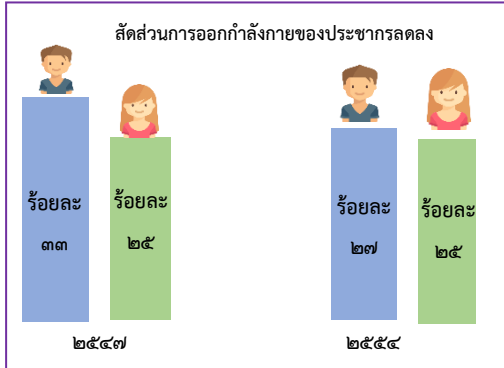 สัดส่วนการออกกำลังกายของประชากรลดลง
ร้อยละ
๓๓
ร้อยละ
๒๕
ร้อยละ
๒๗
ร้อยละ
๒๕
๒๕๔๗
๒๕๕๔